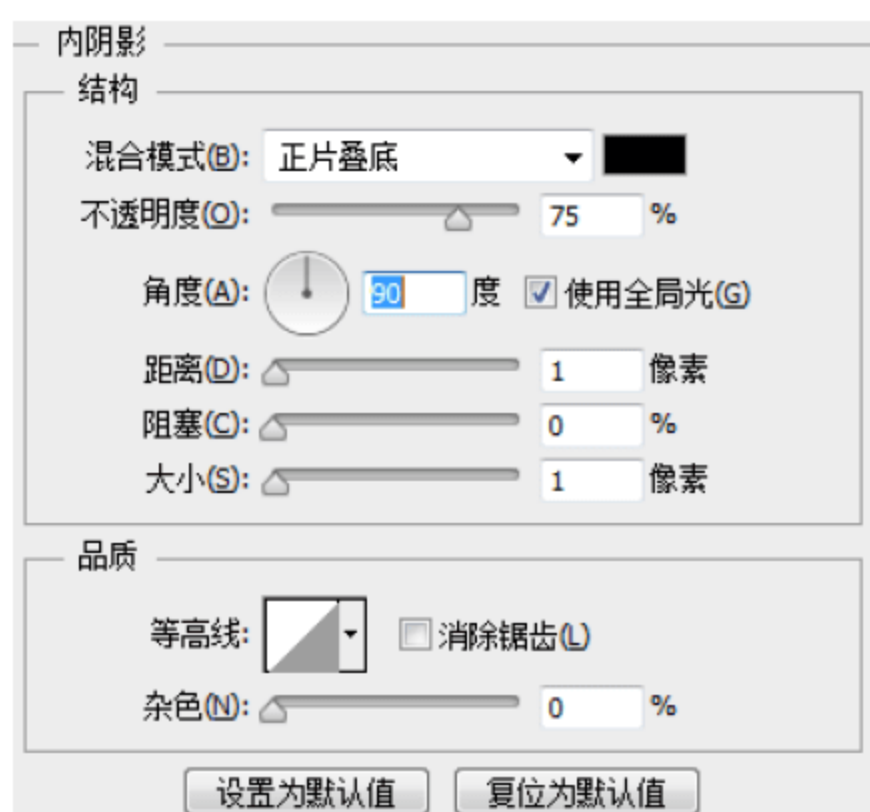 内阴影
结构
混合模式(B): 正片叠底
不透明度(O): 75 %
角度(A): 90 度 使用全局光(G)
距离(D): 1 像素
阻塞(C): 0 %
大小(S): 1 像素
品质
等高线: 消除锯齿(L)
杂色(N): 0 %
设置为默认值 复位为默认值